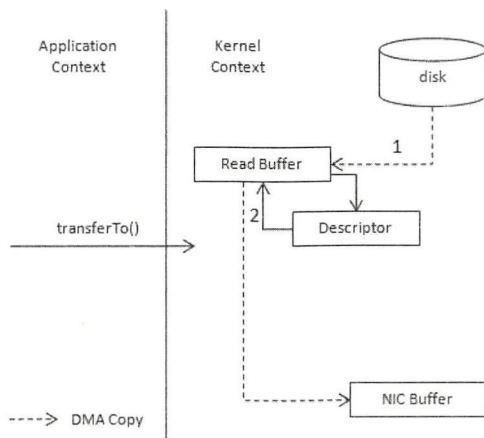 Application
Context
Kernel
Context
disk
1
Read Buffer
2
Descriptor
transferTo()
NIC Buffer
DMA Copy